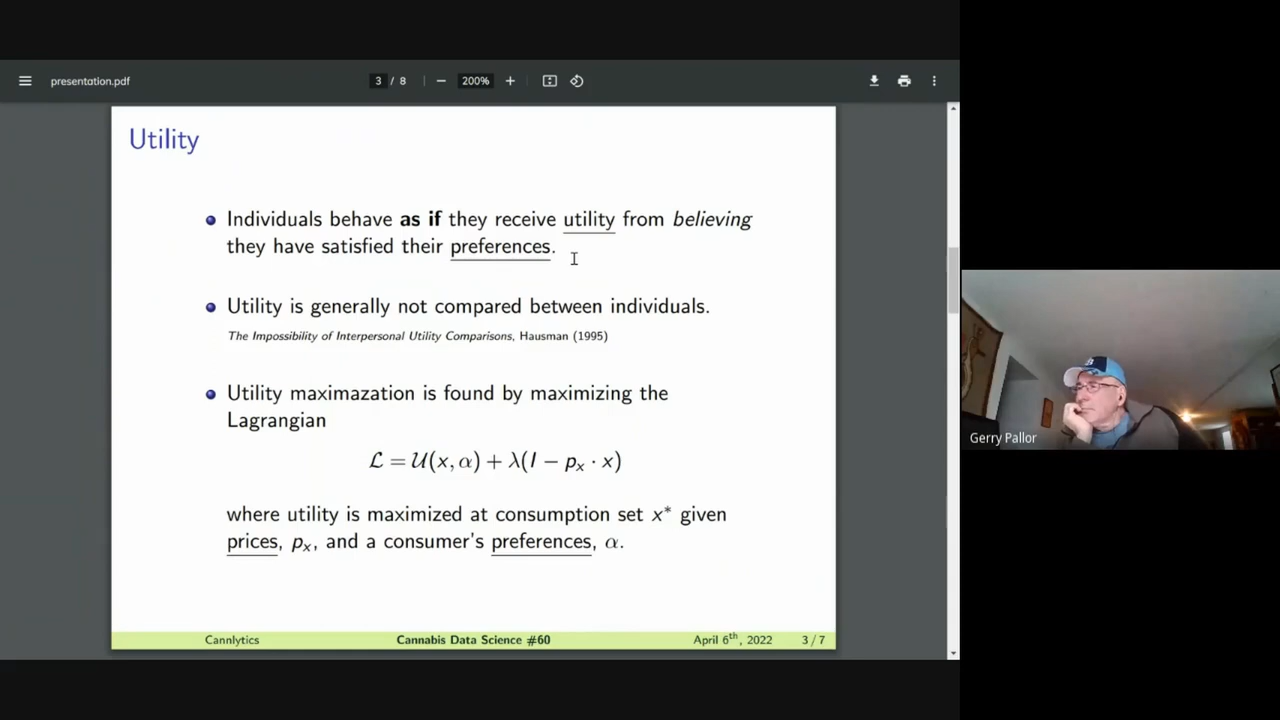 presentation.pdf
3 / 8
200%
Utility
Individuals behave as if they receive utility from believing
they have satisfied their preferences.
Utility is generally not compared between individuals.
The Impossibility of Interpersonal Utility Comparisons, Hausman (1995)
Utility maximazation is found by maximizing the
Lagrangian
ℒ = 𝒰(x, α) + λ(I − pₓ · x)
where utility is maximized at consumption set x* given
prices, pₓ, and a consumer's preferences, α.
Cannlytics
Cannabis Data Science #60
April 6th, 2022
3 / 7
Gerry Pallor